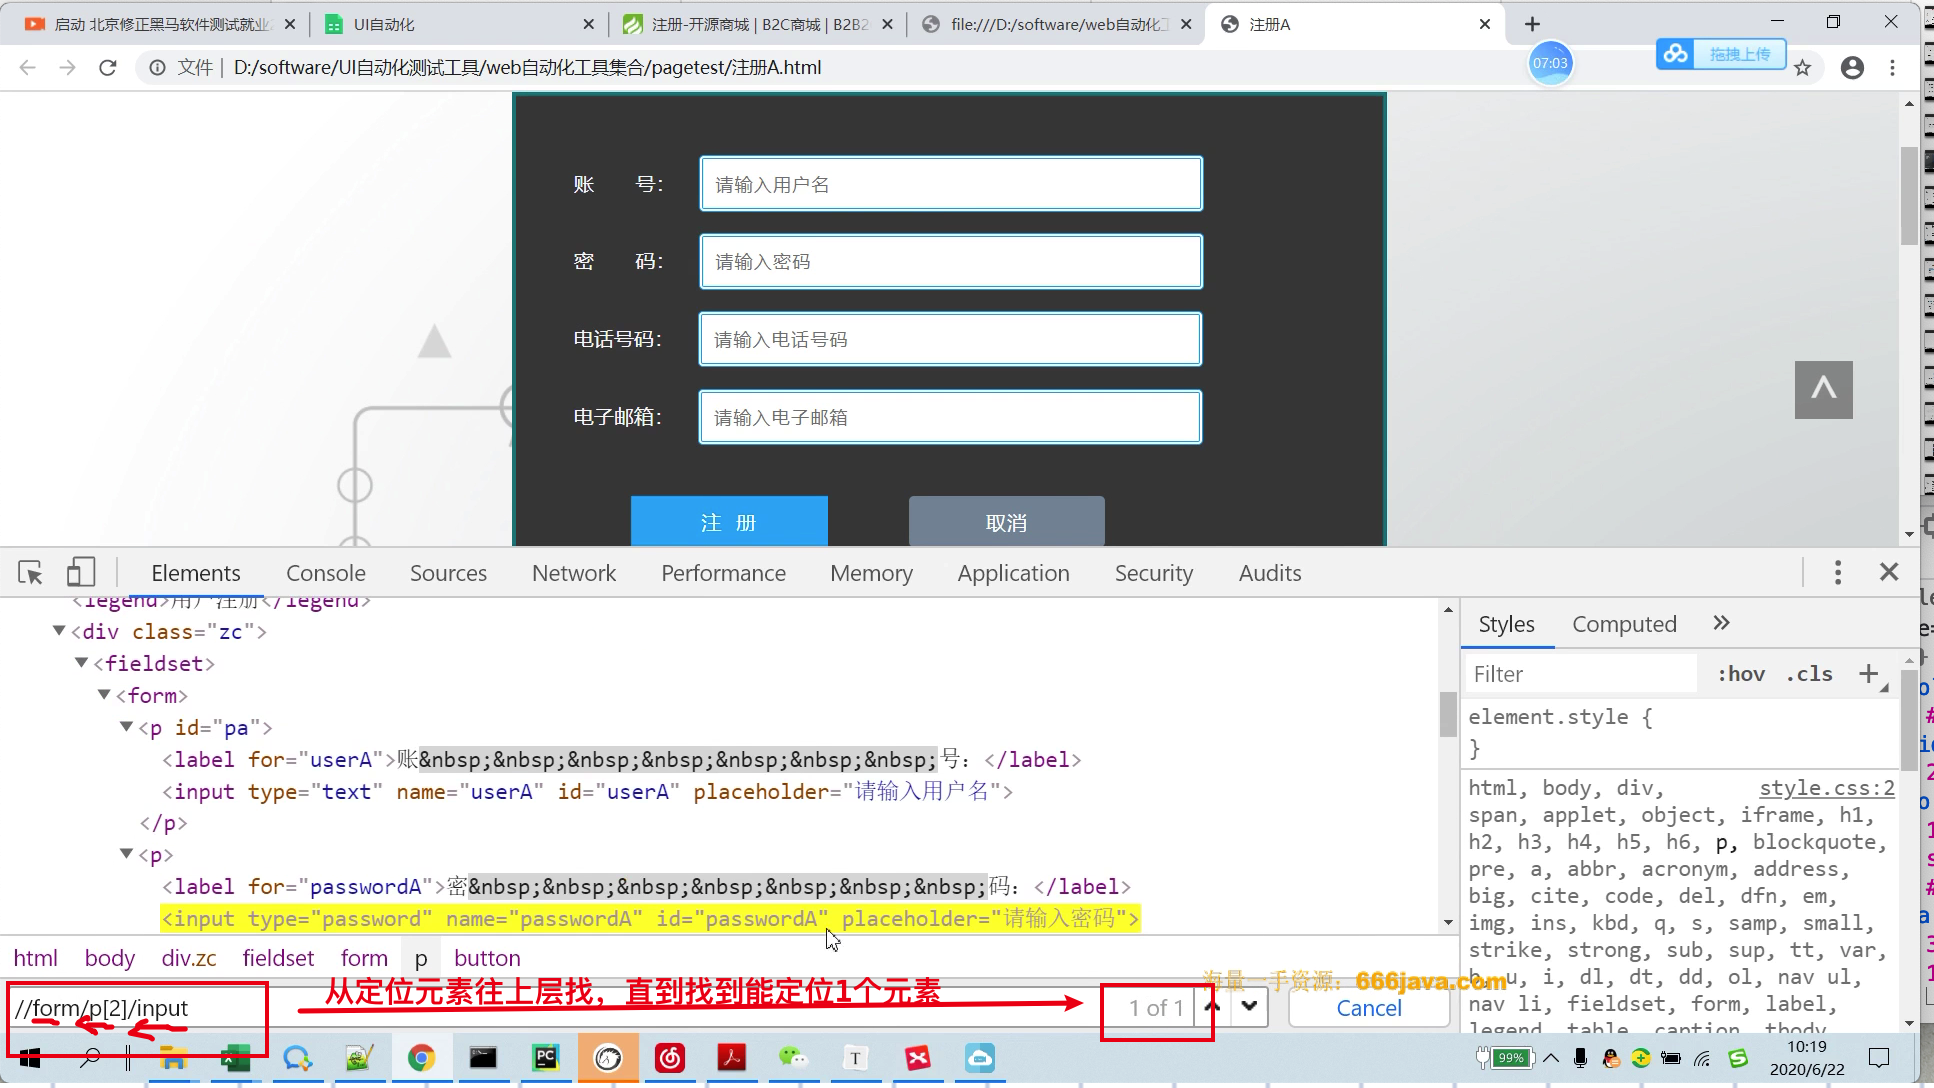 启动 北京修正黑马软件测试就业
UI自动化
注册-开源商城 | B2C商城 | B2B2
file:///D:/software/web自动化工
注册A
文件 | D:/software/UI自动化测试工具/web自动化工具集合/pagetest/注册A.html
07:03
拖拽上传
账 号：
请输入用户名
密 码：
请输入密码
电话号码：
请输入电话号码
电子邮箱：
请输入电子邮箱
注 册
取消
Elements Console Sources Network Performance Memory Application Security Audits
<legend>用户注册</legend>
<div class="zc">
<fieldset>
<form>
<p id="pa">
<label for="userA">账&nbsp;&nbsp;&nbsp;&nbsp;&nbsp;&nbsp;&nbsp;号：</label>
<input type="text" name="userA" id="userA" placeholder="请输入用户名">
</p>
<p>
<label for="passwordA">密&nbsp;&nbsp;&nbsp;&nbsp;&nbsp;&nbsp;&nbsp;码：</label>
<input type="password" name="passwordA" id="passwordA" placeholder="请输入密码">
html body div.zc fieldset form p button
Styles Computed
Filter :hov .cls
element.style {
}
html, body, div, style.css:2
span, applet, object, iframe, h1,
h2, h3, h4, h5, h6, p, blockquote,
pre, a, abbr, acronym, address,
big, cite, code, del, dfn, em,
img, ins, kbd, q, s, samp, small,
strike, strong, sub, sup, tt, var,
b, u, i, dl, dt, dd, ol, nav ul,
nav li, fieldset, form, label,
legend, table, caption, tbody,
从定位元素往上层找，直到找到能定位1个元素
海量一手资源：666java.com
//form/p[2]/input
1 of 1
Cancel
99%
10:19
2020/6/22